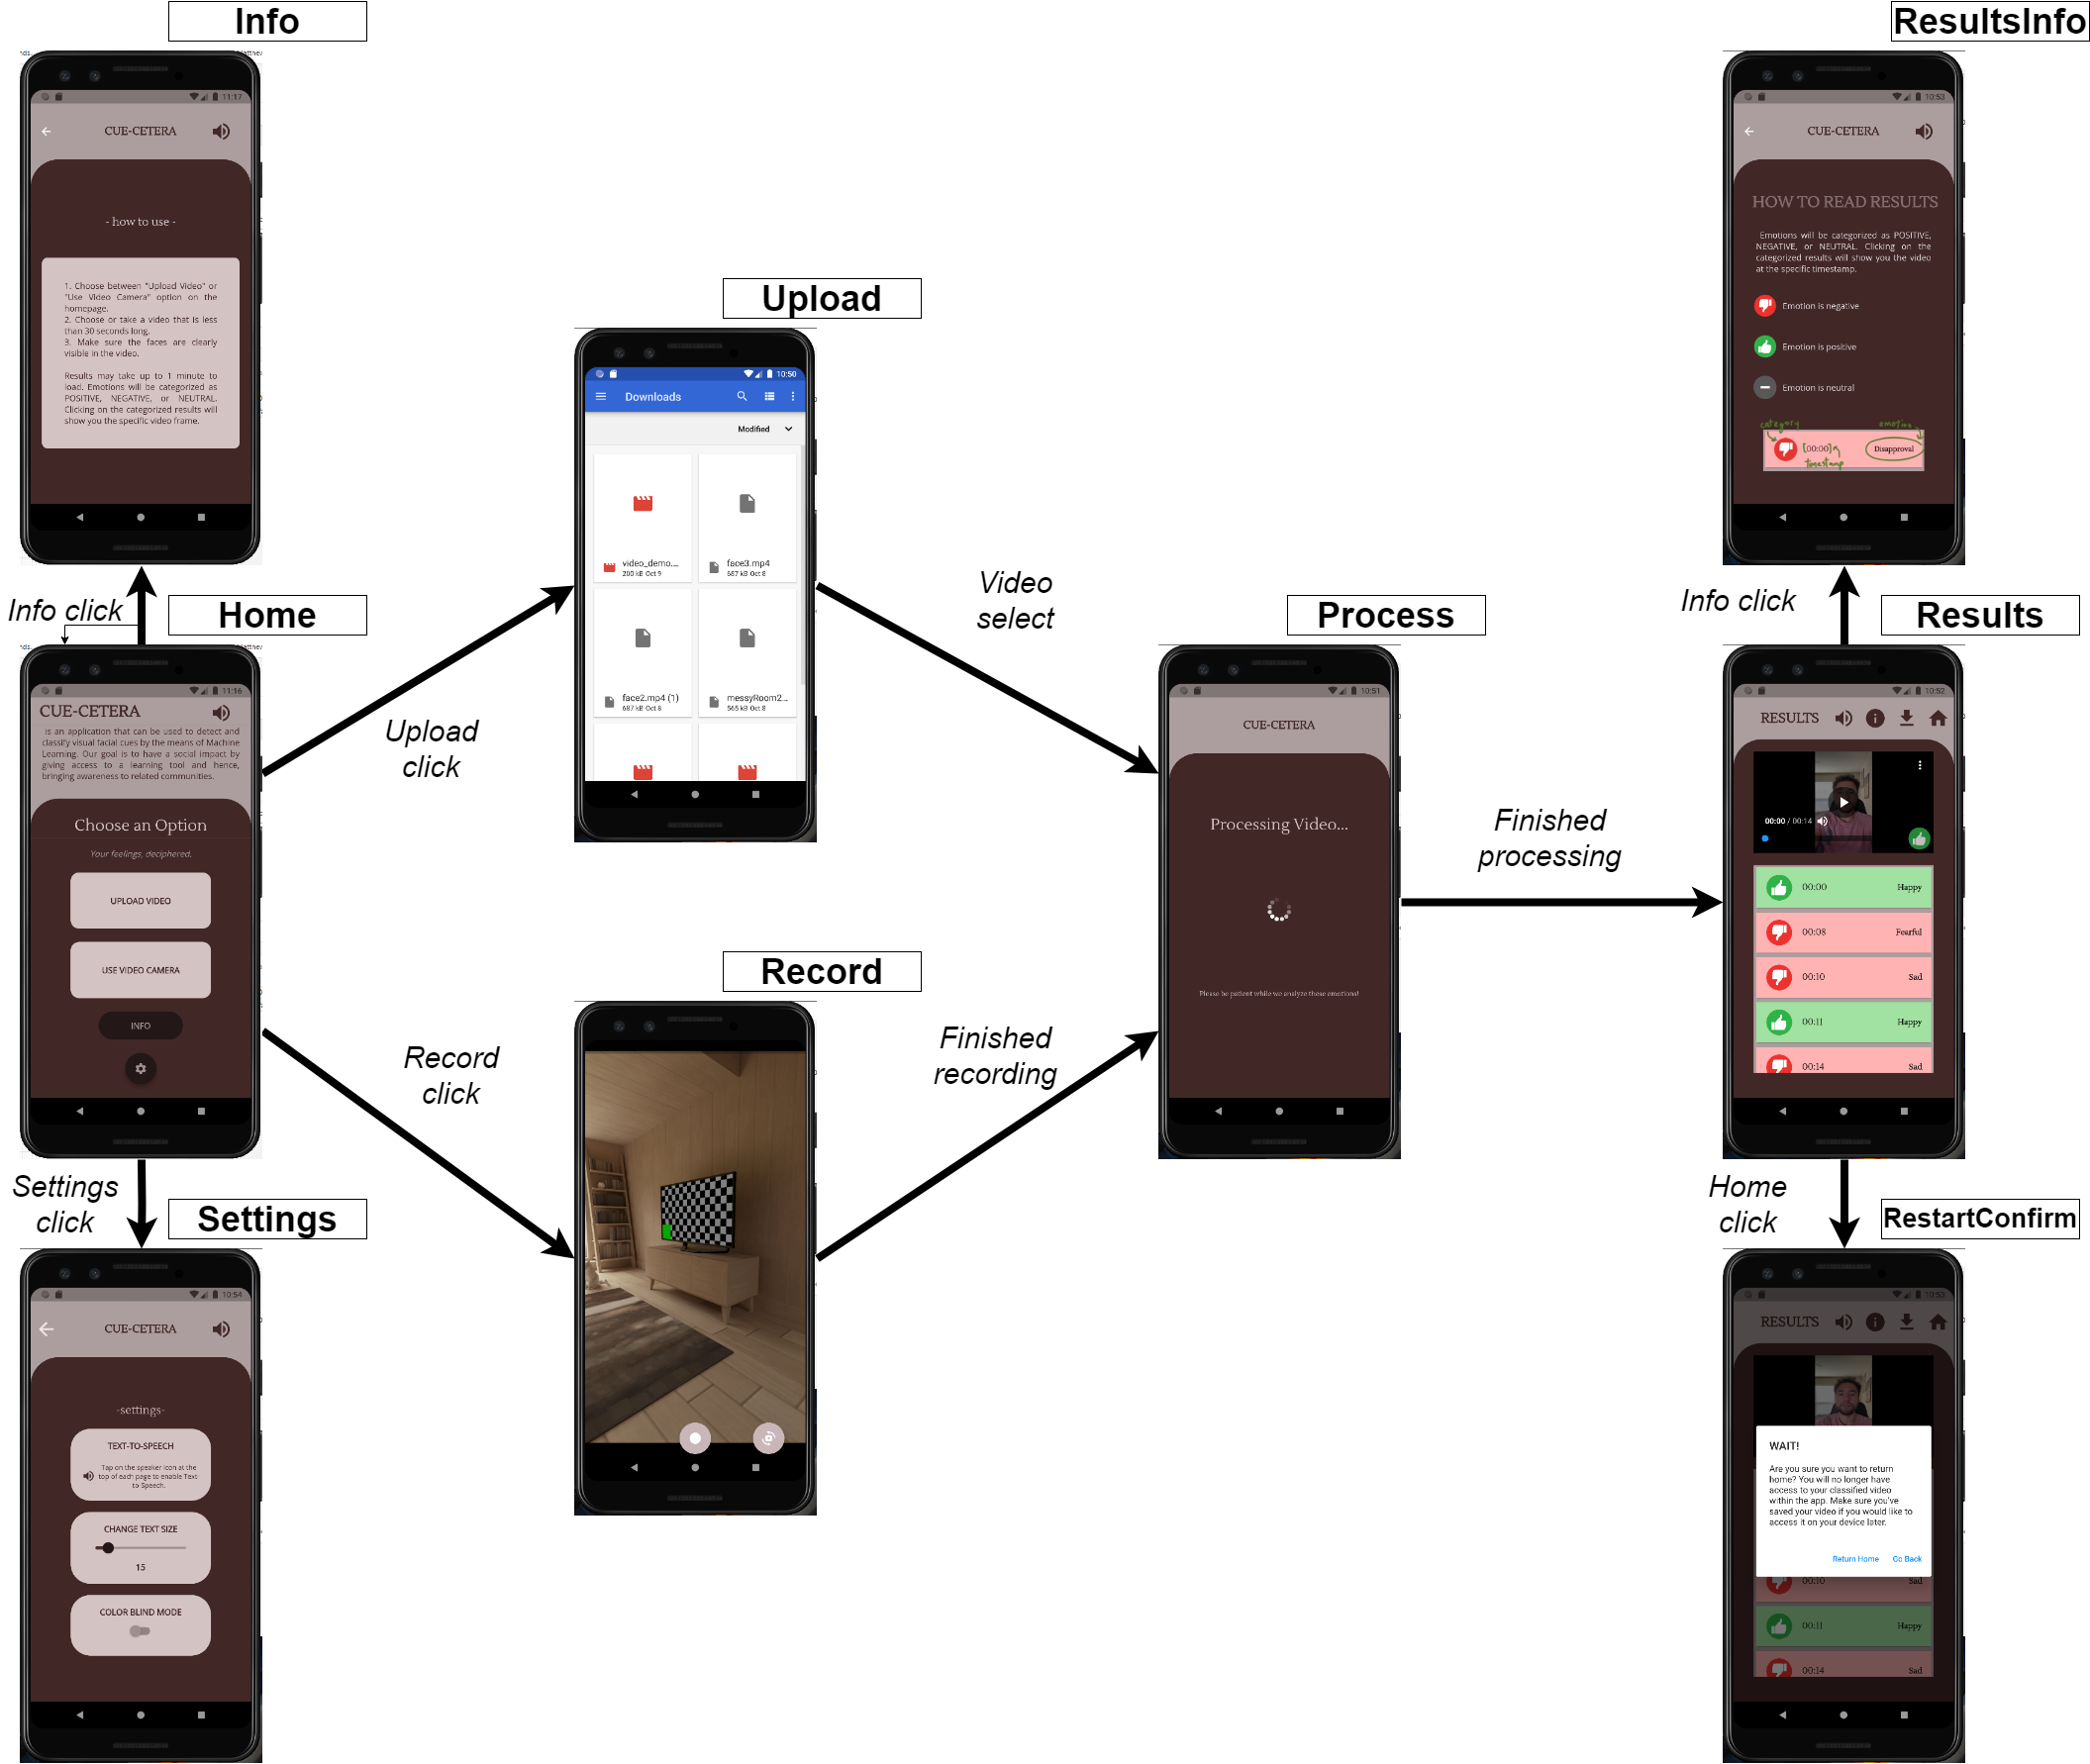 Info
11:17
CUE-CETERA
- how to use -
1. Choose between "Upload Video" or
"Use Video Camera" option on the
homepage.
2. Choose or take a video that is less
than 30 seconds long.
3. Make sure the faces are clearly
visible in the video.
Results may take up to 1 minute to
load. Emotions will be categorized as
POSITIVE, NEGATIVE, or NEUTRAL.
Clicking on the categorized results will
show you the specific video frame.
Info click
Home
11:16
CUE-CETERA
is an application that can be used to detect and
classify visual facial cues by the means of Machine
Learning. Our goal is to have a social impact by
giving access to a learning tool and hence,
bringing awareness to related communities.
Choose an Option
Your feelings, deciphered.
UPLOAD VIDEO
USE VIDEO CAMERA
INFO
Settings
click
Settings
10:54
CUE-CETERA
-settings-
TEXT-TO-SPEECH
Tap on the speaker icon at the
top of each page to enable Text-
to-Speech.
CHANGE TEXT SIZE
15
COLOR BLIND MODE
Upload
click
Record
click
Upload
10:50
Downloads
Modified
video_demo....
200 kB Oct 9
face3.mp4
687 kB Oct 8
face2.mp4 (1)
687 kB Oct 8
messyRoom2...
565 kB Oct 8
Record
Video
select
Finished
recording
Process
10:51
CUE-CETERA
Processing Video...
Please be patient while we analyze these emotions!
Finished
processing
ResultsInfo
10:53
CUE-CETERA
HOW TO READ RESULTS
Emotions will be categorized as POSITIVE,
NEGATIVE, or NEUTRAL. Clicking on the
categorized results will show you the video
at the specific timestamp.
Emotion is negative
Emotion is positive
Emotion is neutral
category
emotion
[00:00]
Disapproval
timestamp
Info click
Results
10:52
RESULTS
00:00 / 00:14
00:00 Happy
00:08 Fearful
00:10 Sad
00:11 Happy
00:14 Sad
Home
click
RestartConfirm
10:53
RESULTS
WAIT!
Are you sure you want to return
home? You will no longer have
access to your classified video
within the app. Make sure you've
saved your video if you would like to
access it on your device later.
Return Home Go Back
00:10 Sad
00:11 Happy
00:14 Sad